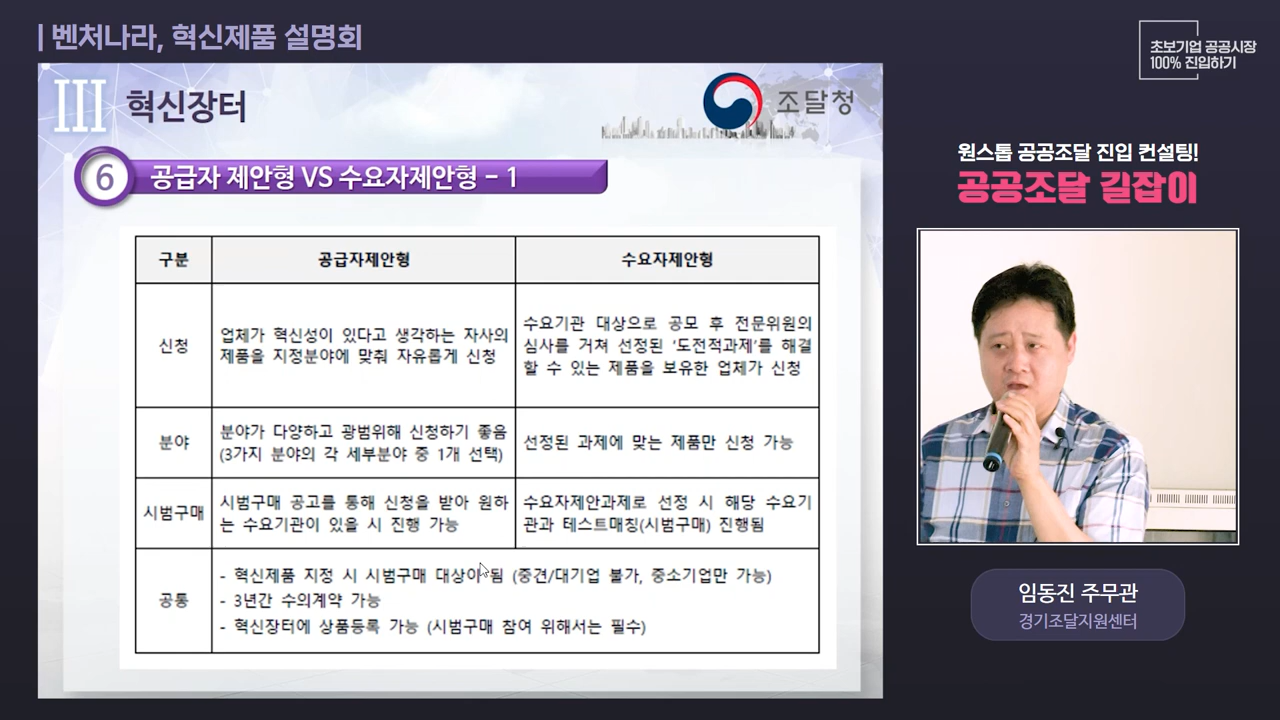 | 벤처나라, 혁신제품 설명회
초보기업 공공시장
100% 진입하기
III 혁신장터
조달청
6 공급자 제안형 VS 수요자제안형 - 1
구분 공급자제안형 수요자제안형
신청
업체가 혁신성이 있다고 생각하는 자사의
제품을 지정분야에 맞춰 자유롭게 신청
수요기관 대상으로 공모 후 전문위원의
심사를 거쳐 선정된 '도전적과제'를 해결
할 수 있는 제품을 보유한 업체가 신청
분야
분야가 다양하고 광범위해 신청하기 좋음
(3가지 분야의 각 세부분야 중 1개 선택)
선정된 과제에 맞는 제품만 신청 가능
시범구매
시범구매 공고를 통해 신청을 받아 원하
는 수요기관이 있을 시 진행 가능
수요자제안과제로 선정 시 해당 수요기
관과 테스트매칭(시범구매) 진행됨
공통
- 혁신제품 지정 시 시범구매 대상이 됨 (중견/대기업 불가, 중소기업만 가능)
- 3년간 수의계약 가능
- 혁신장터에 상품등록 가능 (시범구매 참여 위해서는 필수)
원스톱 공공조달 진입 컨설팅!
공공조달 길잡이
임동진 주무관
경기조달지원센터